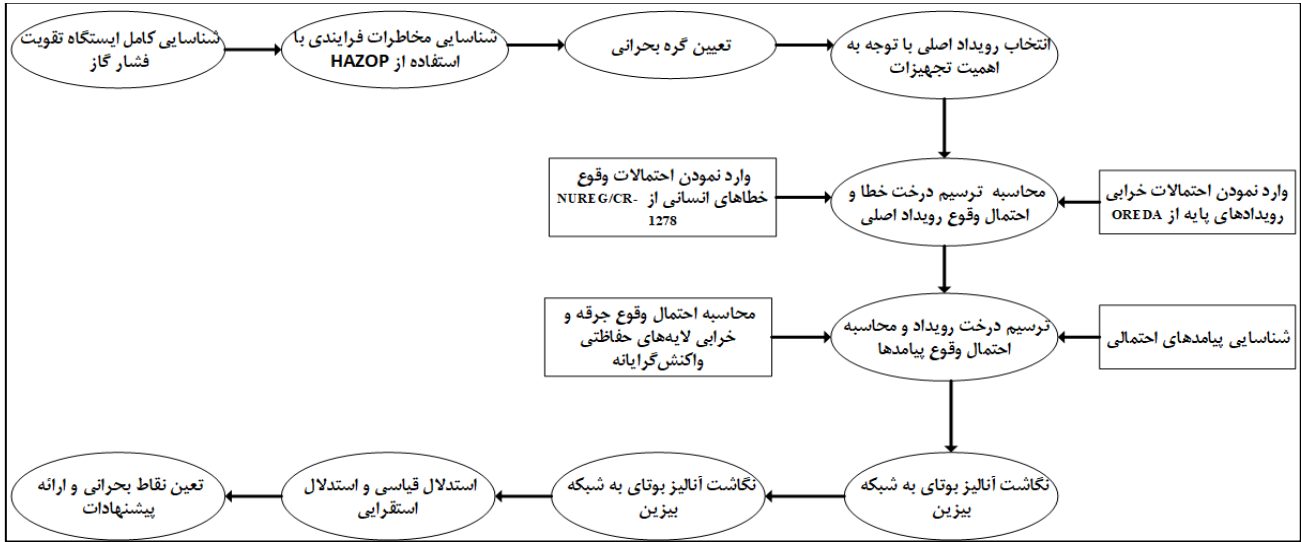 شناسایی کامل ایستگاه تقویت
فشار گاز
شناسایی مخاطرات فرایندی با
استفاده از HAZOP
تعیین گره بحرانی
انتخاب رویداد اصلی با توجه به
اهمیت تجهیزات
وارد نمودن احتمالات وقوع
خطاهای انسانی از NUREG/CR-
1278
محاسبه ترسیم درخت خطا و
احتمال وقوع رویداد اصلی
وارد نمودن احتمالات خرابی
رویدادهای پایه از OREDA
محاسبه احتمال وقوع جرقه و
خرابی لایه‌های حفاظتی
واکنش‌گرایانه
ترسیم درخت رویداد و محاسبه
احتمال وقوع پیامدها
شناسایی پیامدهای احتمالی
نگاشت آنالیز بوتای به شبکه
بیزین
نگاشت آنالیز بوتای به شبکه
بیزین
استدلال قیاسی و استدلال
استقرایی
تعین نقاط بحرانی و ارائه
پیشنهادات